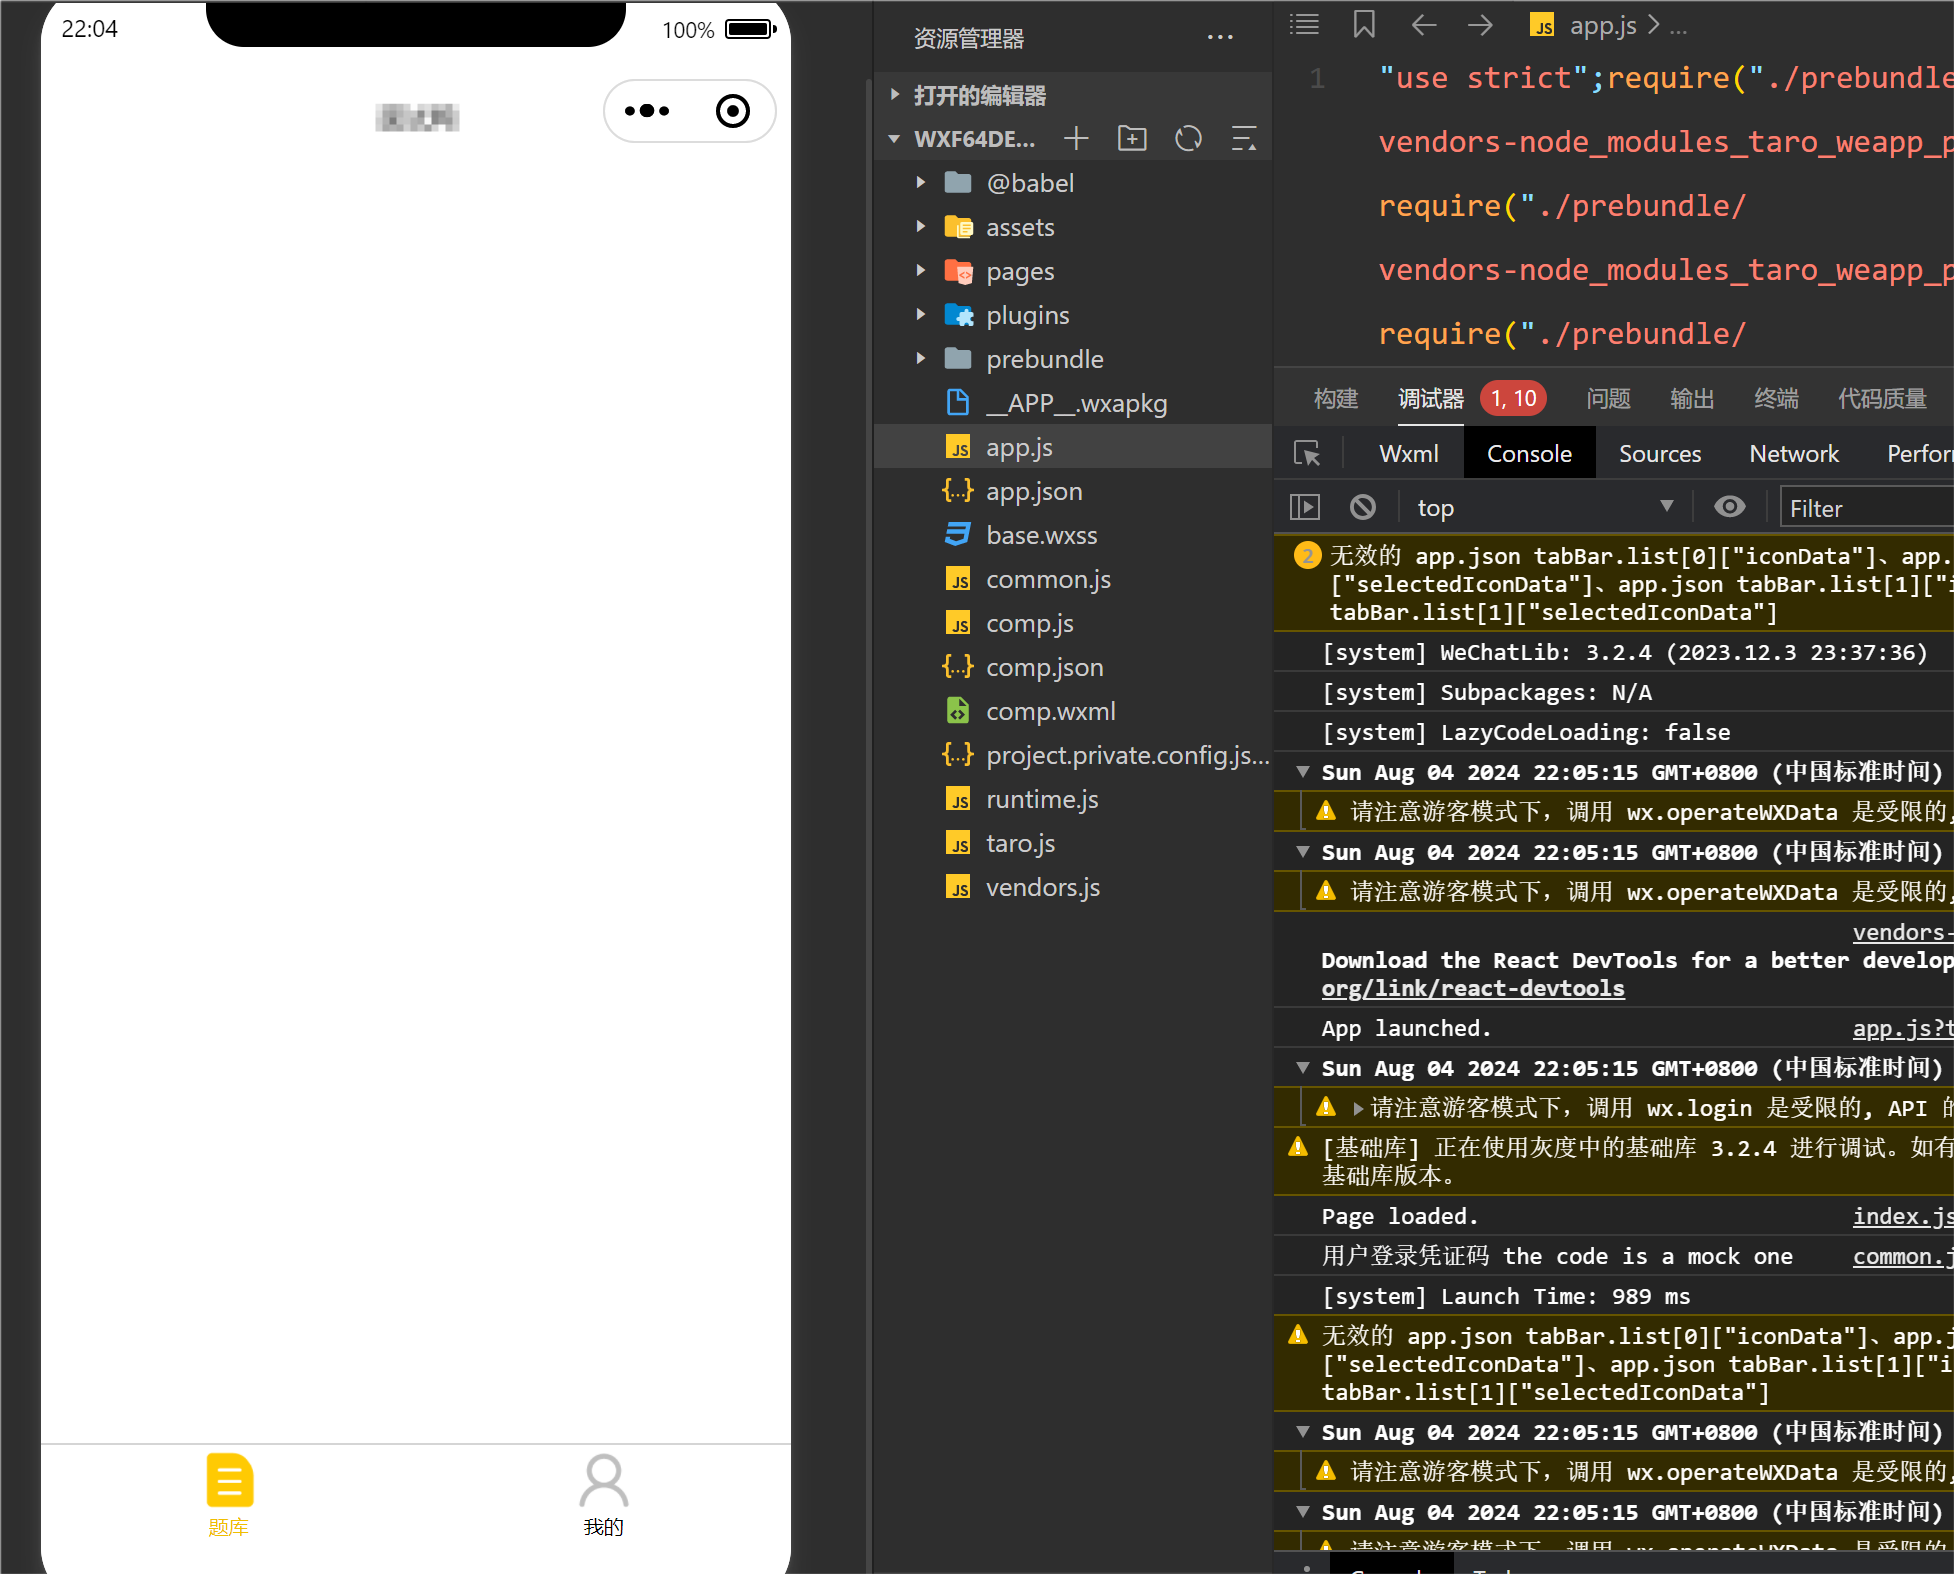 22:04
100%
题库
我的
资源管理器
打开的编辑器
WXF64DE...
@babel
assets
pages
plugins
prebundle
__APP__.wxapkg
app.js
app.json
base.wxss
common.js
comp.js
comp.json
comp.wxml
project.private.config.js...
runtime.js
taro.js
vendors.js
app.js > ...
1 "use strict";require("./prebundle
vendors-node_modules_taro_weapp_p
require("./prebundle/
vendors-node_modules_taro_weapp_p
require("./prebundle/
构建 调试器 1, 10 问题 输出 终端 代码质量
Wxml Console Sources Network Perfor
top Filter
2 无效的 app.json tabBar.list[0]["iconData"]、app.
["selectedIconData"]、app.json tabBar.list[1]["i
tabBar.list[1]["selectedIconData"]
[system] WeChatLib: 3.2.4 (2023.12.3 23:37:36)
[system] Subpackages: N/A
[system] LazyCodeLoading: false
Sun Aug 04 2024 22:05:15 GMT+0800 (中国标准时间)
请注意游客模式下，调用 wx.operateWXData 是受限的,
Sun Aug 04 2024 22:05:15 GMT+0800 (中国标准时间)
请注意游客模式下，调用 wx.operateWXData 是受限的,
vendors-
Download the React DevTools for a better develop
org/link/react-devtools
App launched. app.js?t
Sun Aug 04 2024 22:05:15 GMT+0800 (中国标准时间)
请注意游客模式下，调用 wx.login 是受限的, API 的
[基础库] 正在使用灰度中的基础库 3.2.4 进行调试。如有
基础库版本。
Page loaded. index.js
用户登录凭证码 the code is a mock one common.j
[system] Launch Time: 989 ms
无效的 app.json tabBar.list[0]["iconData"]、app.j
["selectedIconData"]、app.json tabBar.list[1]["i
tabBar.list[1]["selectedIconData"]
Sun Aug 04 2024 22:05:15 GMT+0800 (中国标准时间)
请注意游客模式下，调用 wx.operateWXData 是受限的,
Sun Aug 04 2024 22:05:15 GMT+0800 (中国标准时间)
请注意游客模式下，调用 wx.operateWXData 是受限的